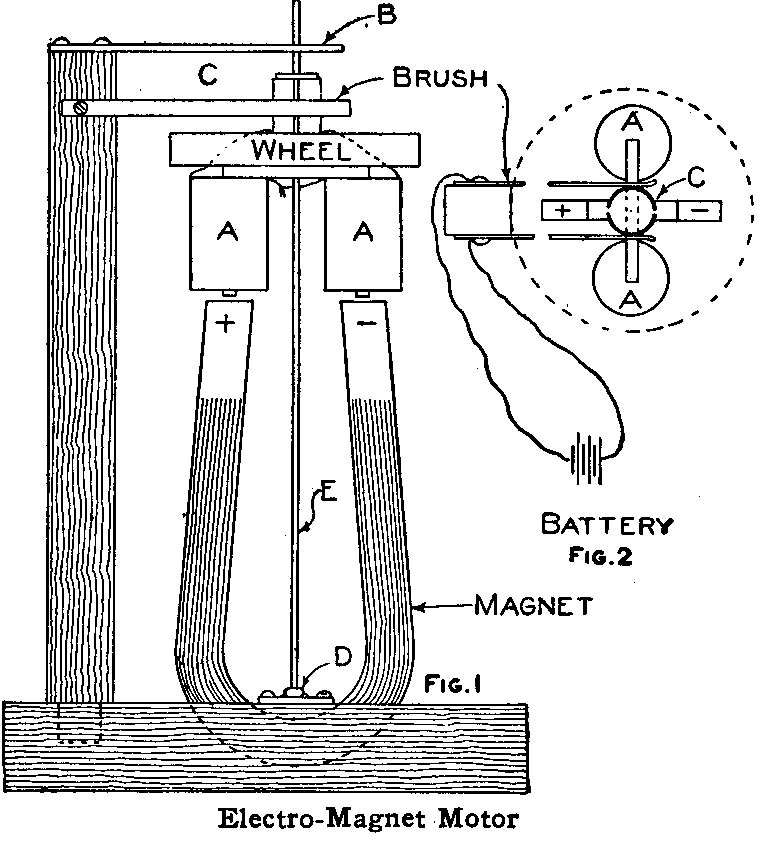 B
C
BRUSH
WHEEL
A
A
+
−
E
MAGNET
D
FIG. 1
A
C
+
−
A
BATTERY
FIG. 2
Electro-Magnet Motor